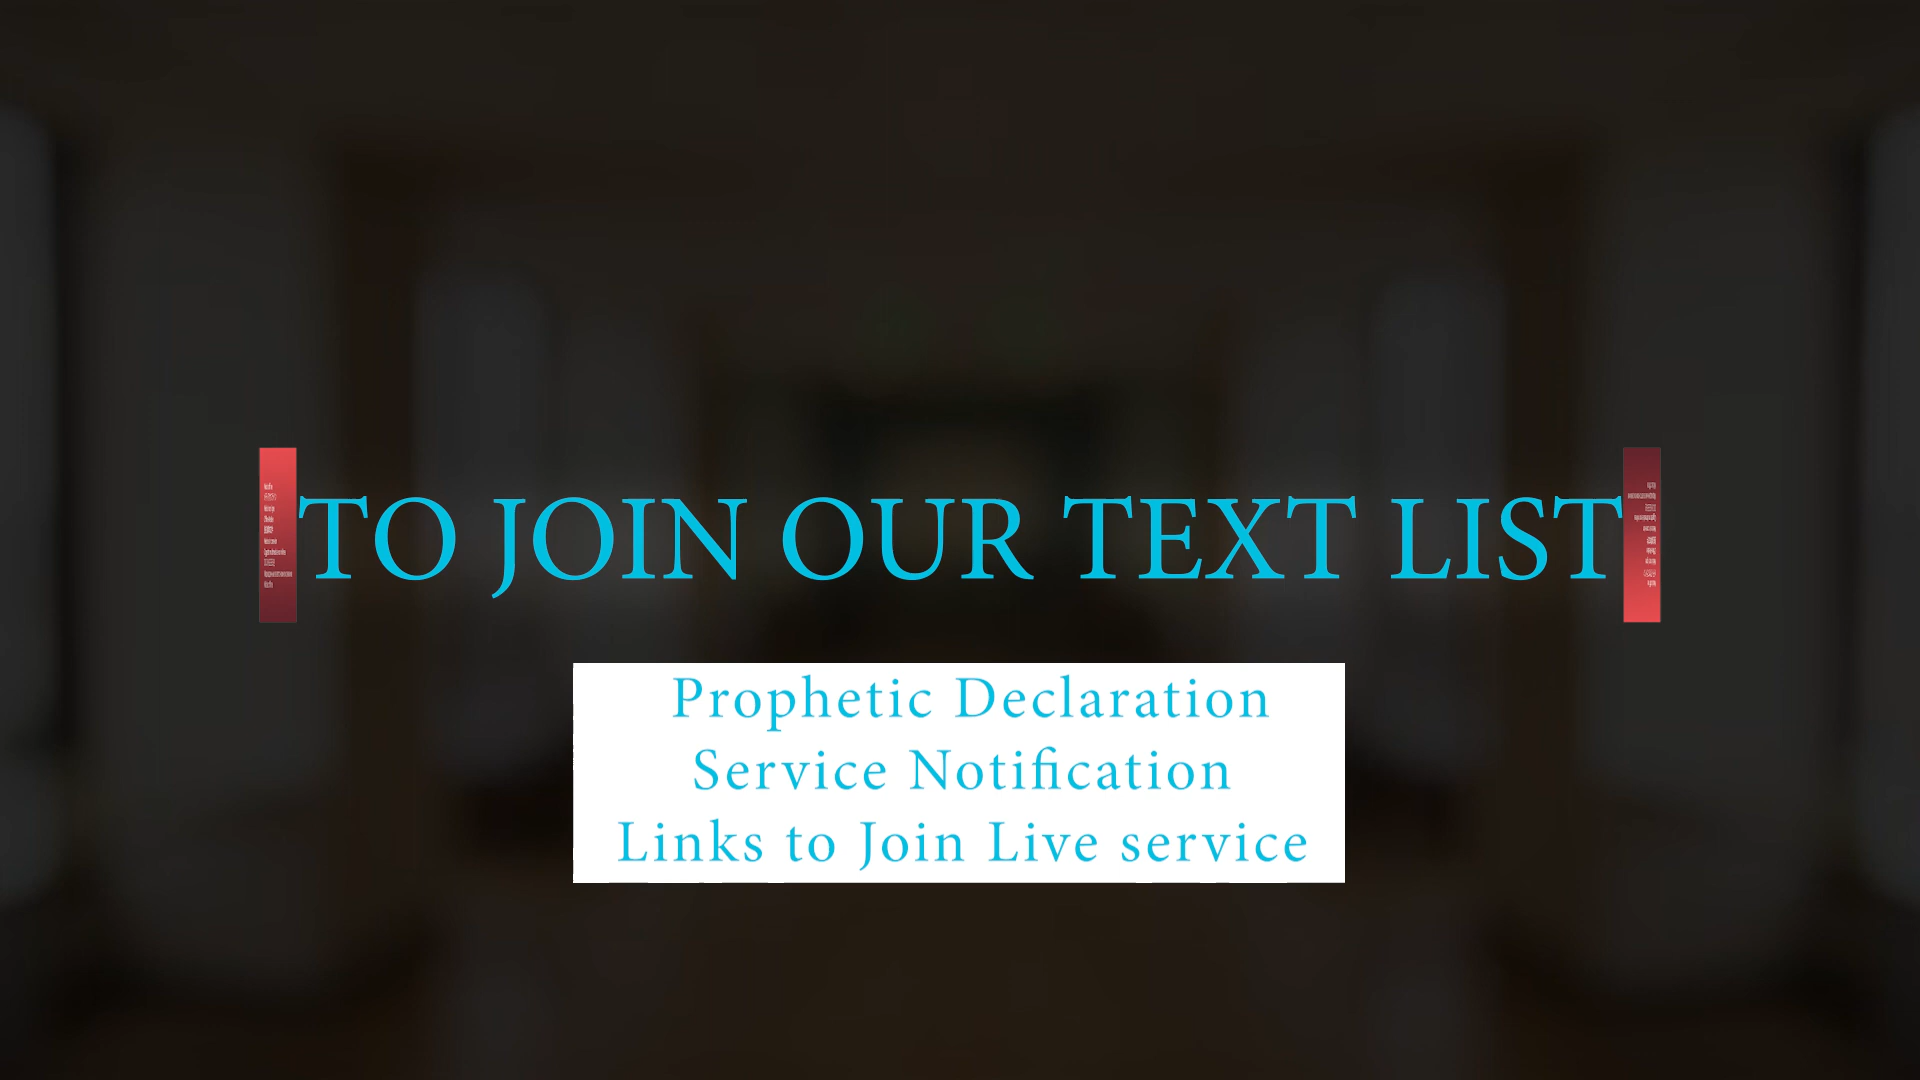 TO JOIN OUR TEXT LIST
Prophetic Declaration
Service Notification
Links to Join Live service